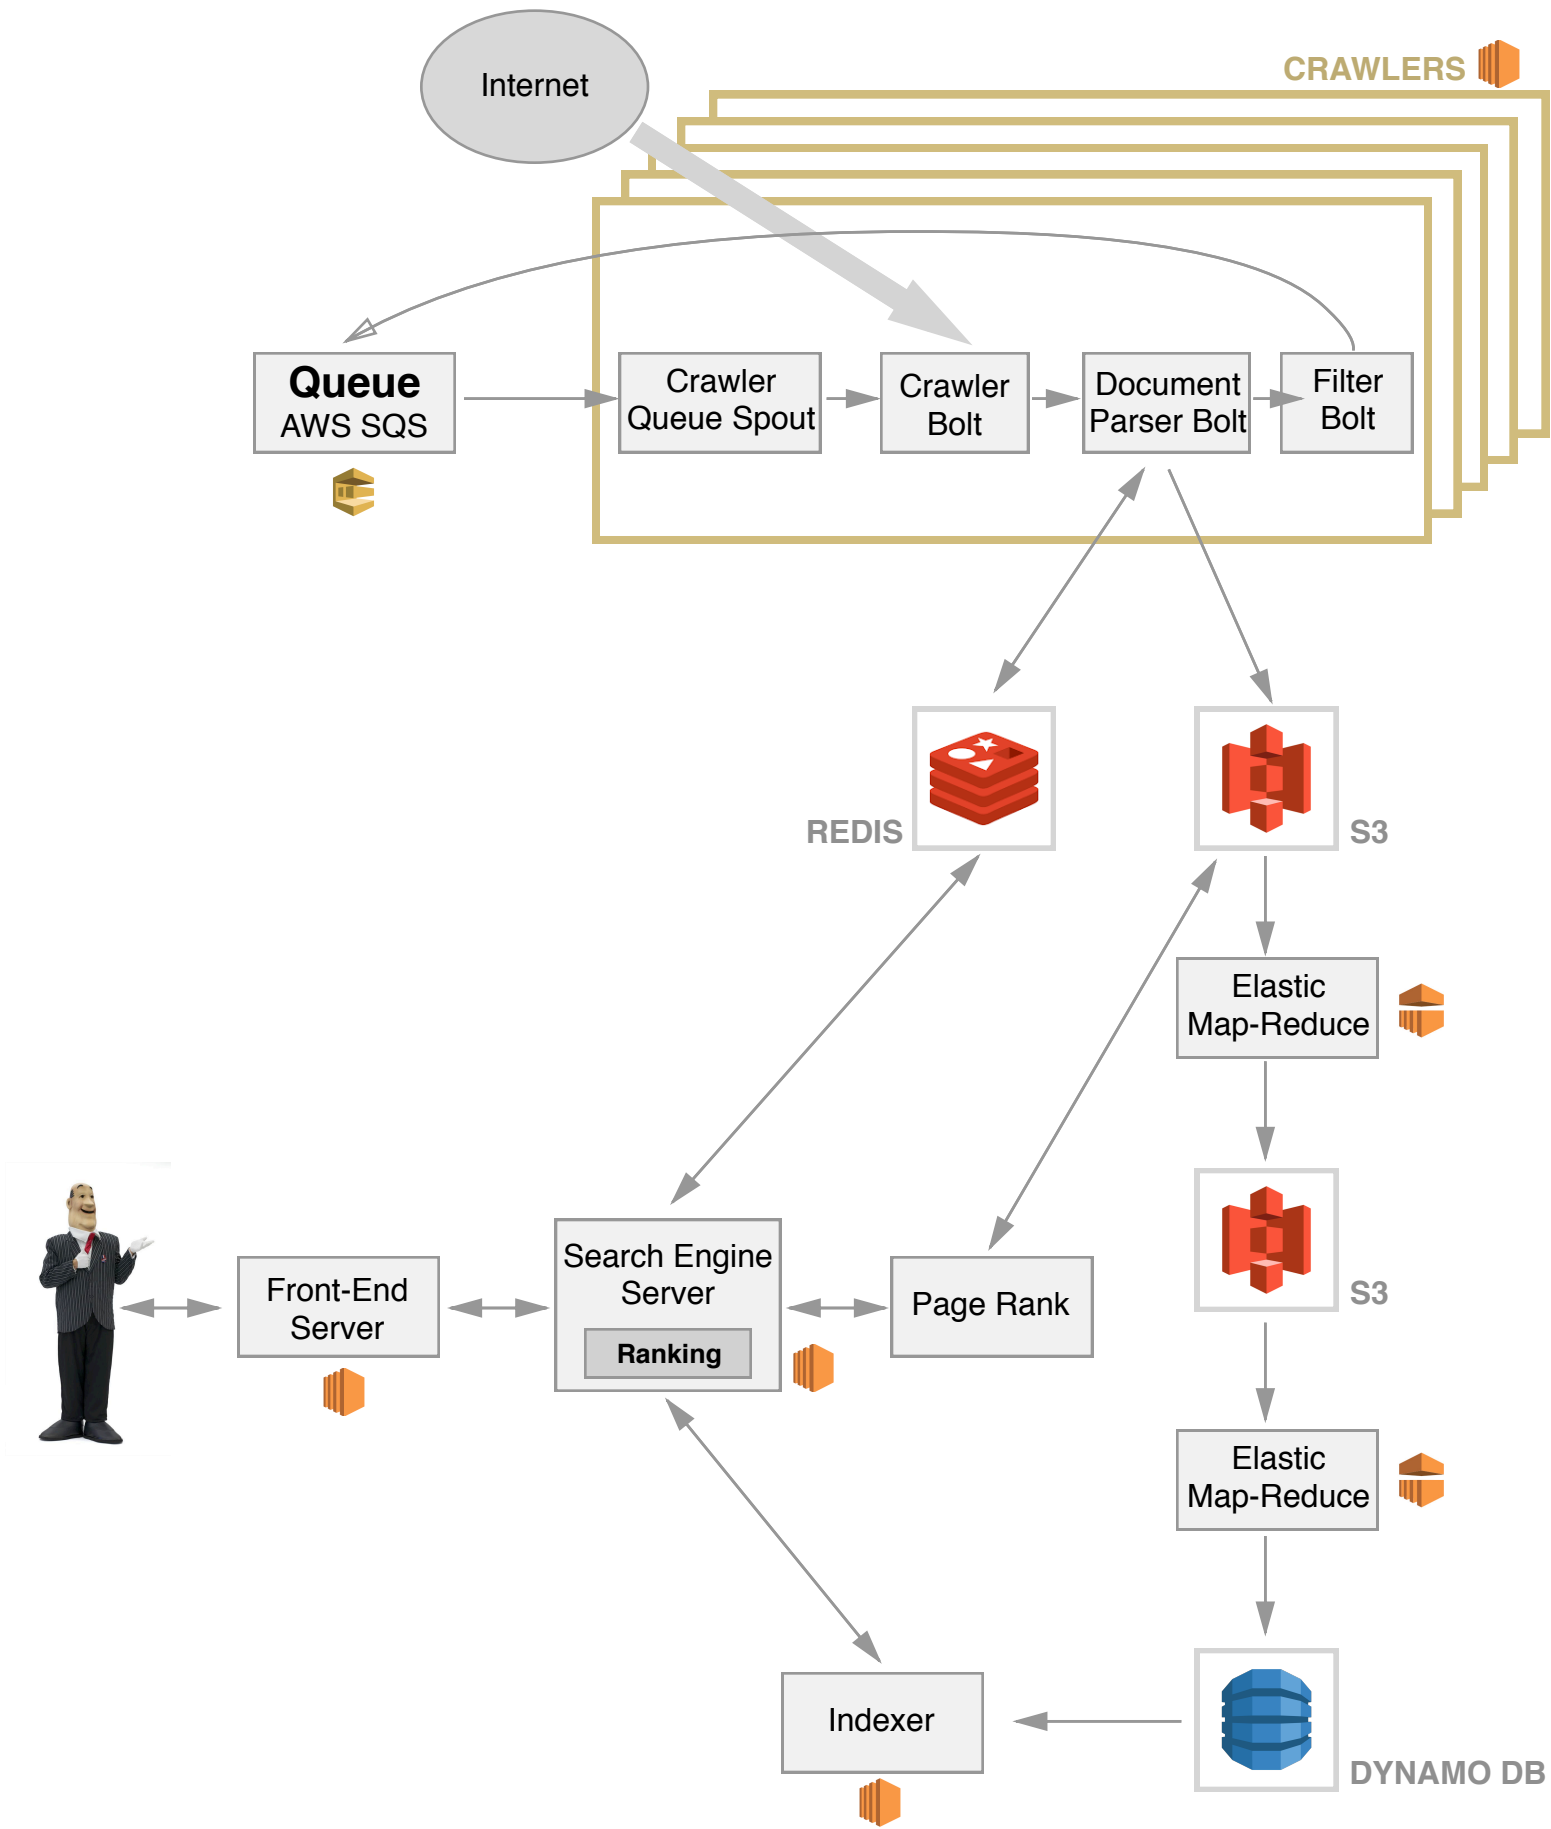 Internet
CRAWLERS
Queue
AWS SQS
Crawler
Queue Spout
Crawler
Bolt
Document
Parser Bolt
Filter
Bolt
REDIS
S3
Elastic
Map-Reduce
Front-End
Server
Search Engine
Server
Ranking
Page Rank
S3
Elastic
Map-Reduce
Indexer
DYNAMO DB